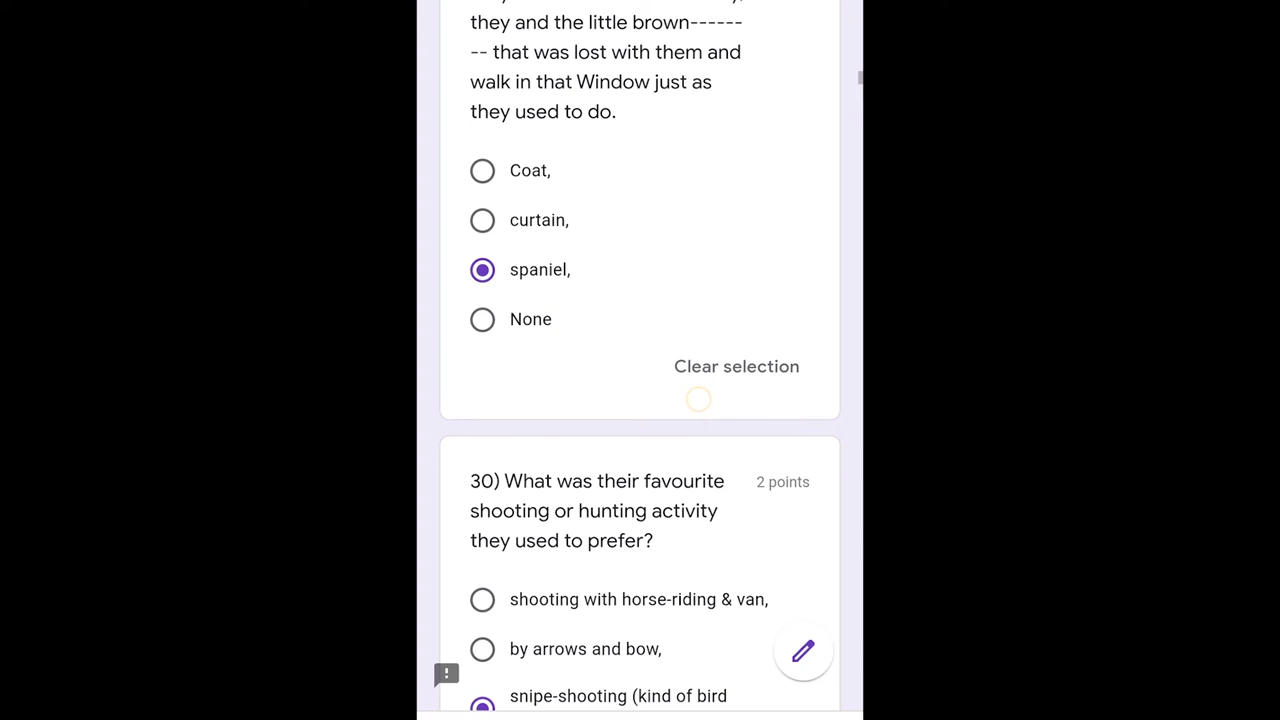 they and the little brown------
-- that was lost with them and
walk in that Window just as
they used to do.
Coat,
curtain,
spaniel,
None
Clear selection
30) What was their favourite
2 points
shooting or hunting activity
they used to prefer?
shooting with horse-riding & van,
by arrows and bow,
snipe-shooting (kind of bird